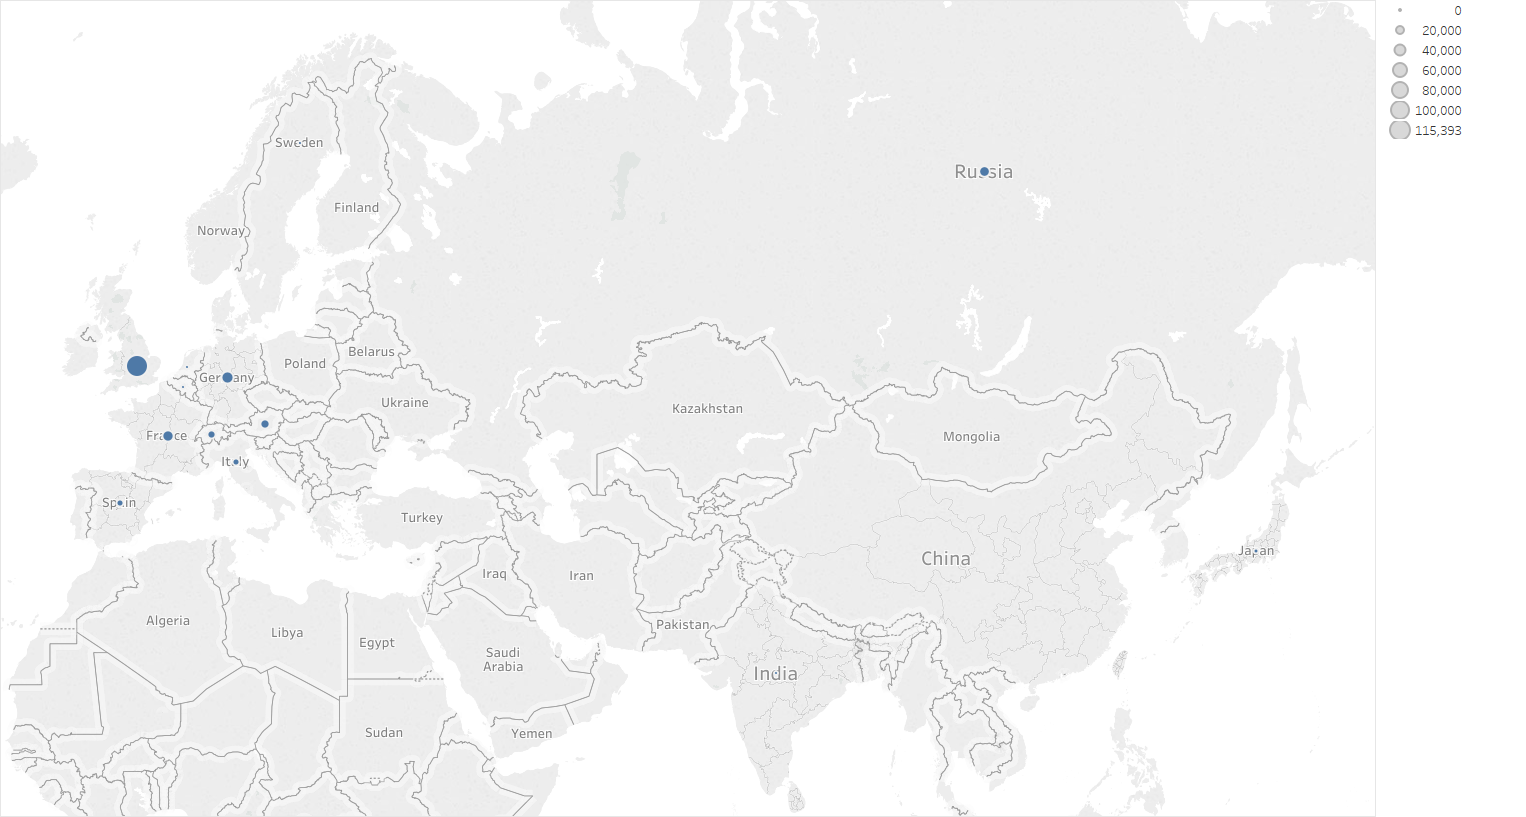 0
20,000
40,000
60,000
80,000
100,000
115,393
Sweden
Russia
Finland
Norway
Belarus
Poland
Germany
Ukraine
Kazakhstan
France
Mongolia
Italy
Spain
Turkey
Japan
China
Iraq
Iran
Algeria
Pakistan
Libya
Egypt
Saudi
Arabia
India
Sudan
Yemen